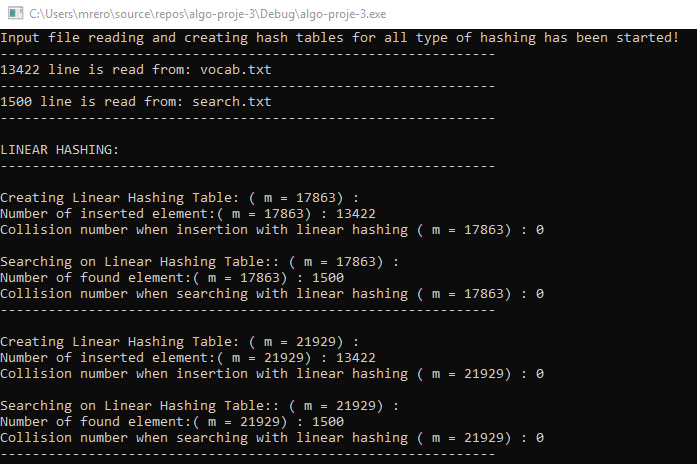 C:\Users\mrero\source\repos\algo-proje-3\Debug\algo-proje-3.exe
Input file reading and creating hash tables for all type of hashing has been started!
--------------------------------------------------------------
13422 line is read from: vocab.txt
--------------------------------------------------------------
1500 line is read from: search.txt
--------------------------------------------------------------
LINEAR HASHING:
--------------------------------------------------------------
Creating Linear Hashing Table: ( m = 17863) :
Number of inserted element:( m = 17863) : 13422
Collision number when insertion with linear hashing ( m = 17863) : 0
Searching on Linear Hashing Table:: ( m = 17863) :
Number of found element:( m = 17863) : 1500
Collision number when searching with linear hashing ( m = 17863) : 0
--------------------------------------------------------------
Creating Linear Hashing Table: ( m = 21929) :
Number of inserted element:( m = 21929) : 13422
Collision number when insertion with linear hashing ( m = 21929) : 0
Searching on Linear Hashing Table:: ( m = 21929) :
Number of found element:( m = 21929) : 1500
Collision number when searching with linear hashing ( m = 21929) : 0
--------------------------------------------------------------